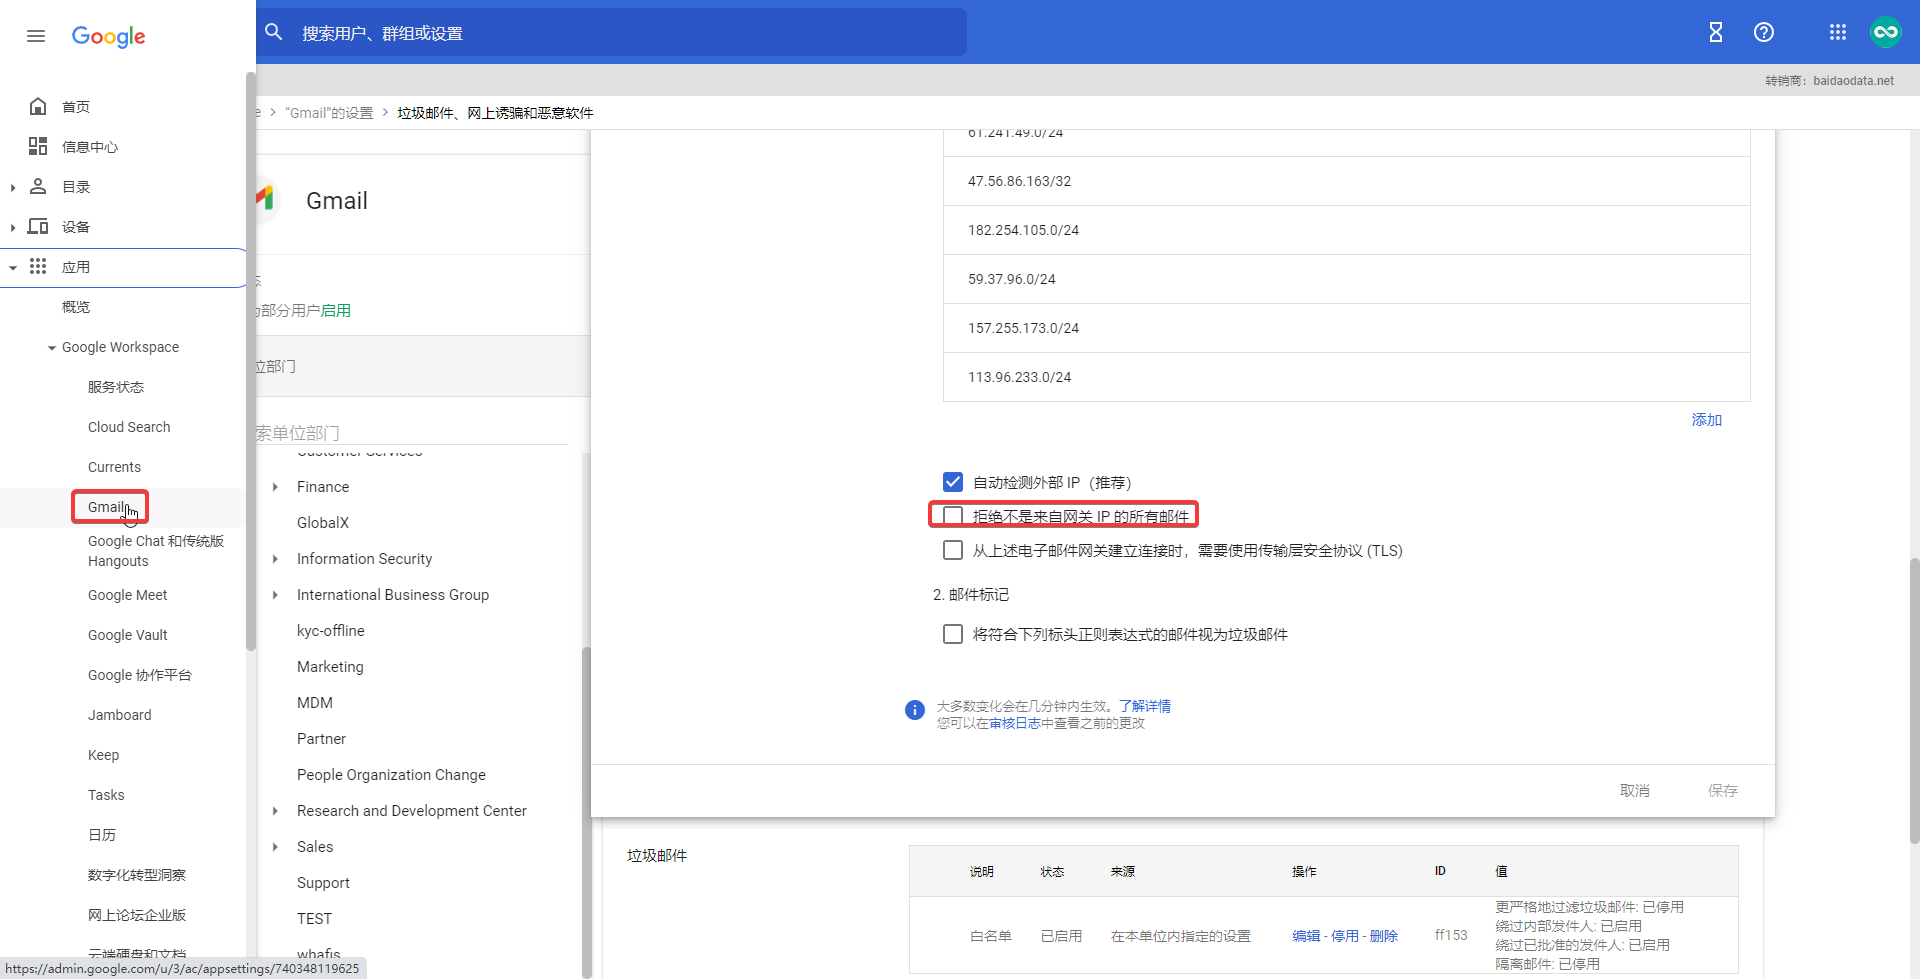 Google
搜索用户、群组或设置
转销商：baidaodata.net
首页
信息中心
目录
设备
应用
概览
Google Workspace
服务状态
Cloud Search
Currents
Gmail
Google Chat 和传统版
Hangouts
Google Meet
Google Vault
Google 协作平台
Jamboard
Keep
Tasks
日历
数字化转型洞察
网上论坛企业版
云端硬盘和文档
https://admin.google.com/u/3/ac/appsettings/740348119625
e > “Gmail”的设置 > 垃圾邮件、网上诱骗和恶意软件
Gmail
部分用户启用
位部门
索单位部门
Customer Services
Finance
GlobalX
Information Security
International Business Group
kyc-offline
Marketing
MDM
Partner
People Organization Change
Research and Development Center
Sales
Support
TEST
whafis
61.241.49.0/24
47.56.86.163/32
182.254.105.0/24
59.37.96.0/24
157.255.173.0/24
113.96.233.0/24
添加
自动检测外部 IP（推荐）
拒绝不是来自网关 IP 的所有邮件
从上述电子邮件网关建立连接时，需要使用传输层安全协议 (TLS)
2. 邮件标记
将符合下列标头正则表达式的邮件视为垃圾邮件
大多数变化会在几分钟内生效。了解详情
您可以在审核日志中查看之前的更改
取消 保存
垃圾邮件
说明 状态 来源 操作 ID 值
白名单 已启用 在本单位内指定的设置 编辑 - 停用 - 删除 ff153
更严格地过滤垃圾邮件: 已停用
绕过内部发件人: 已启用
绕过已批准的发件人: 已启用
隔离邮件: 已停用